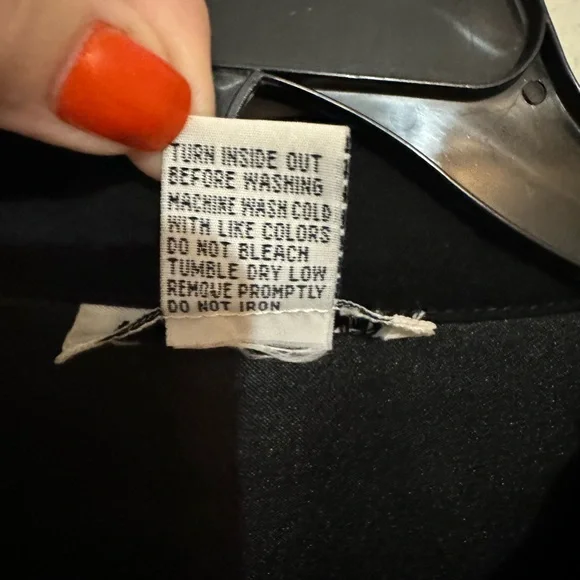 TURN INSIDE OUT
BEFORE WASHING
MACHINE WASH COLD
WITH LIKE COLORS
DO NOT BLEACH
TUMBLE DRY LOW
REMOVE PROMPTLY
DO NOT IRON